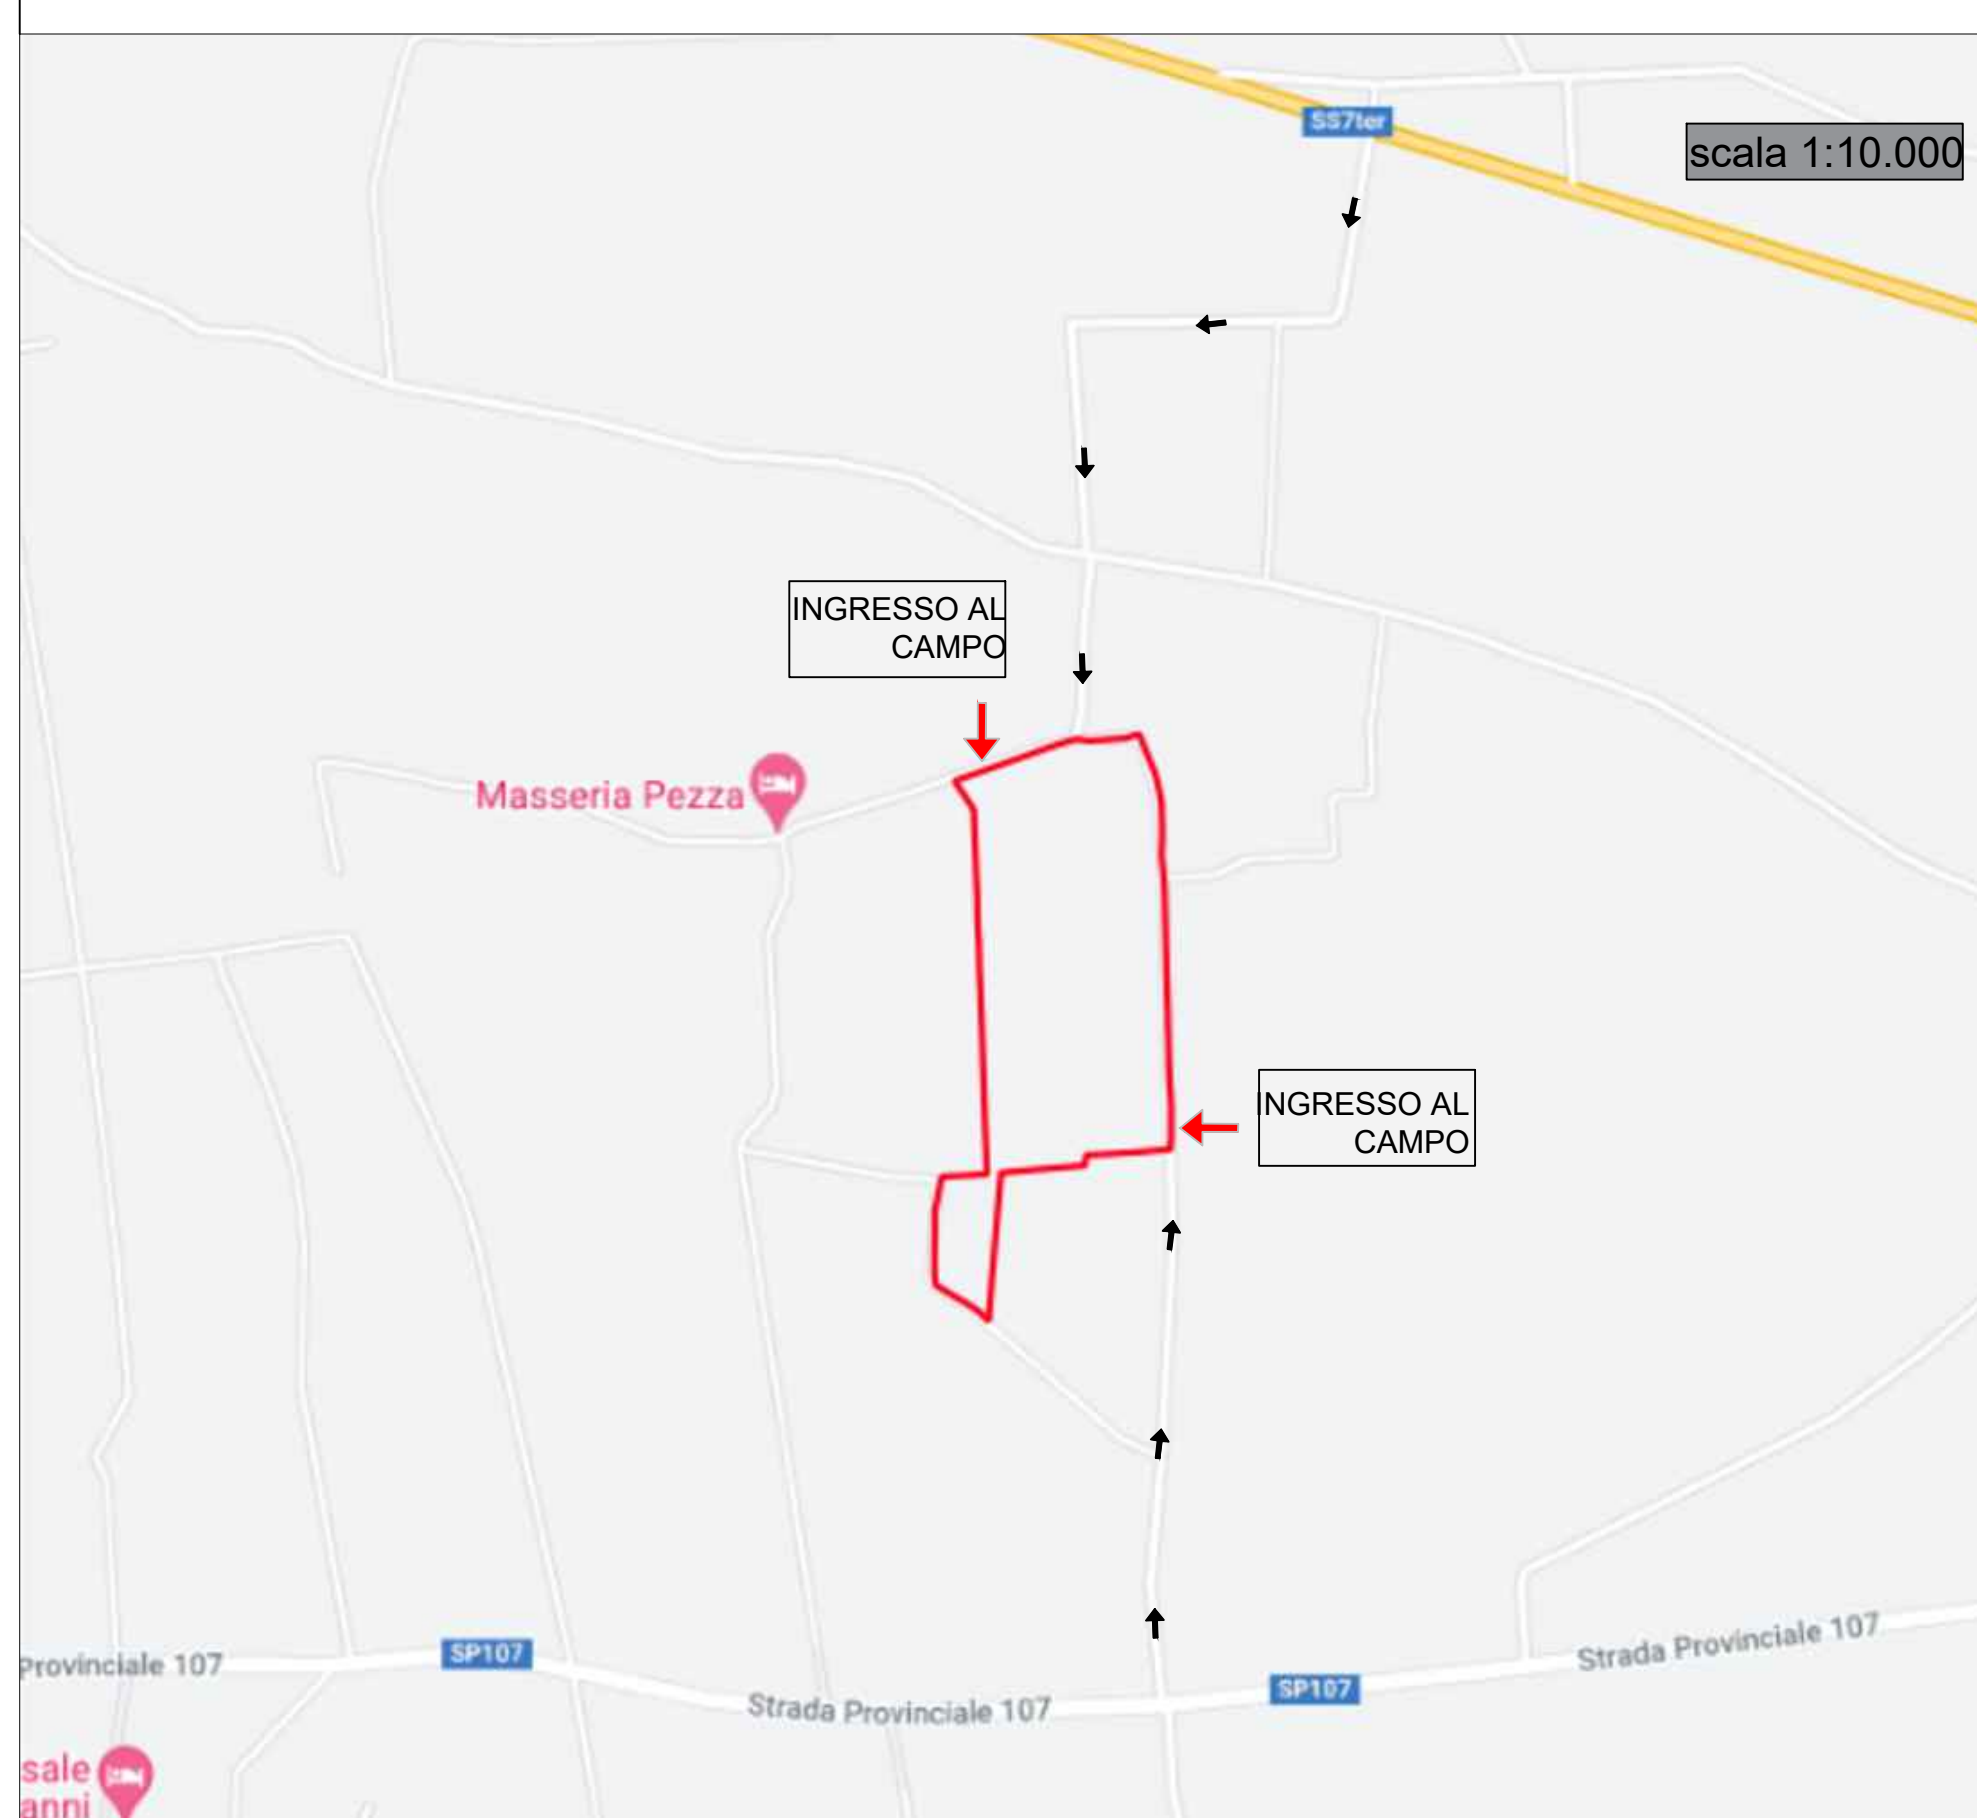 SS7ter
scala 1:10.000
INGRESSO AL
CAMPO
Masseria Pezza
INGRESSO AL
CAMPO
Provinciale 107
SP107
Strada Provinciale 107
SP107
Strada Provinciale 107
sale
anni